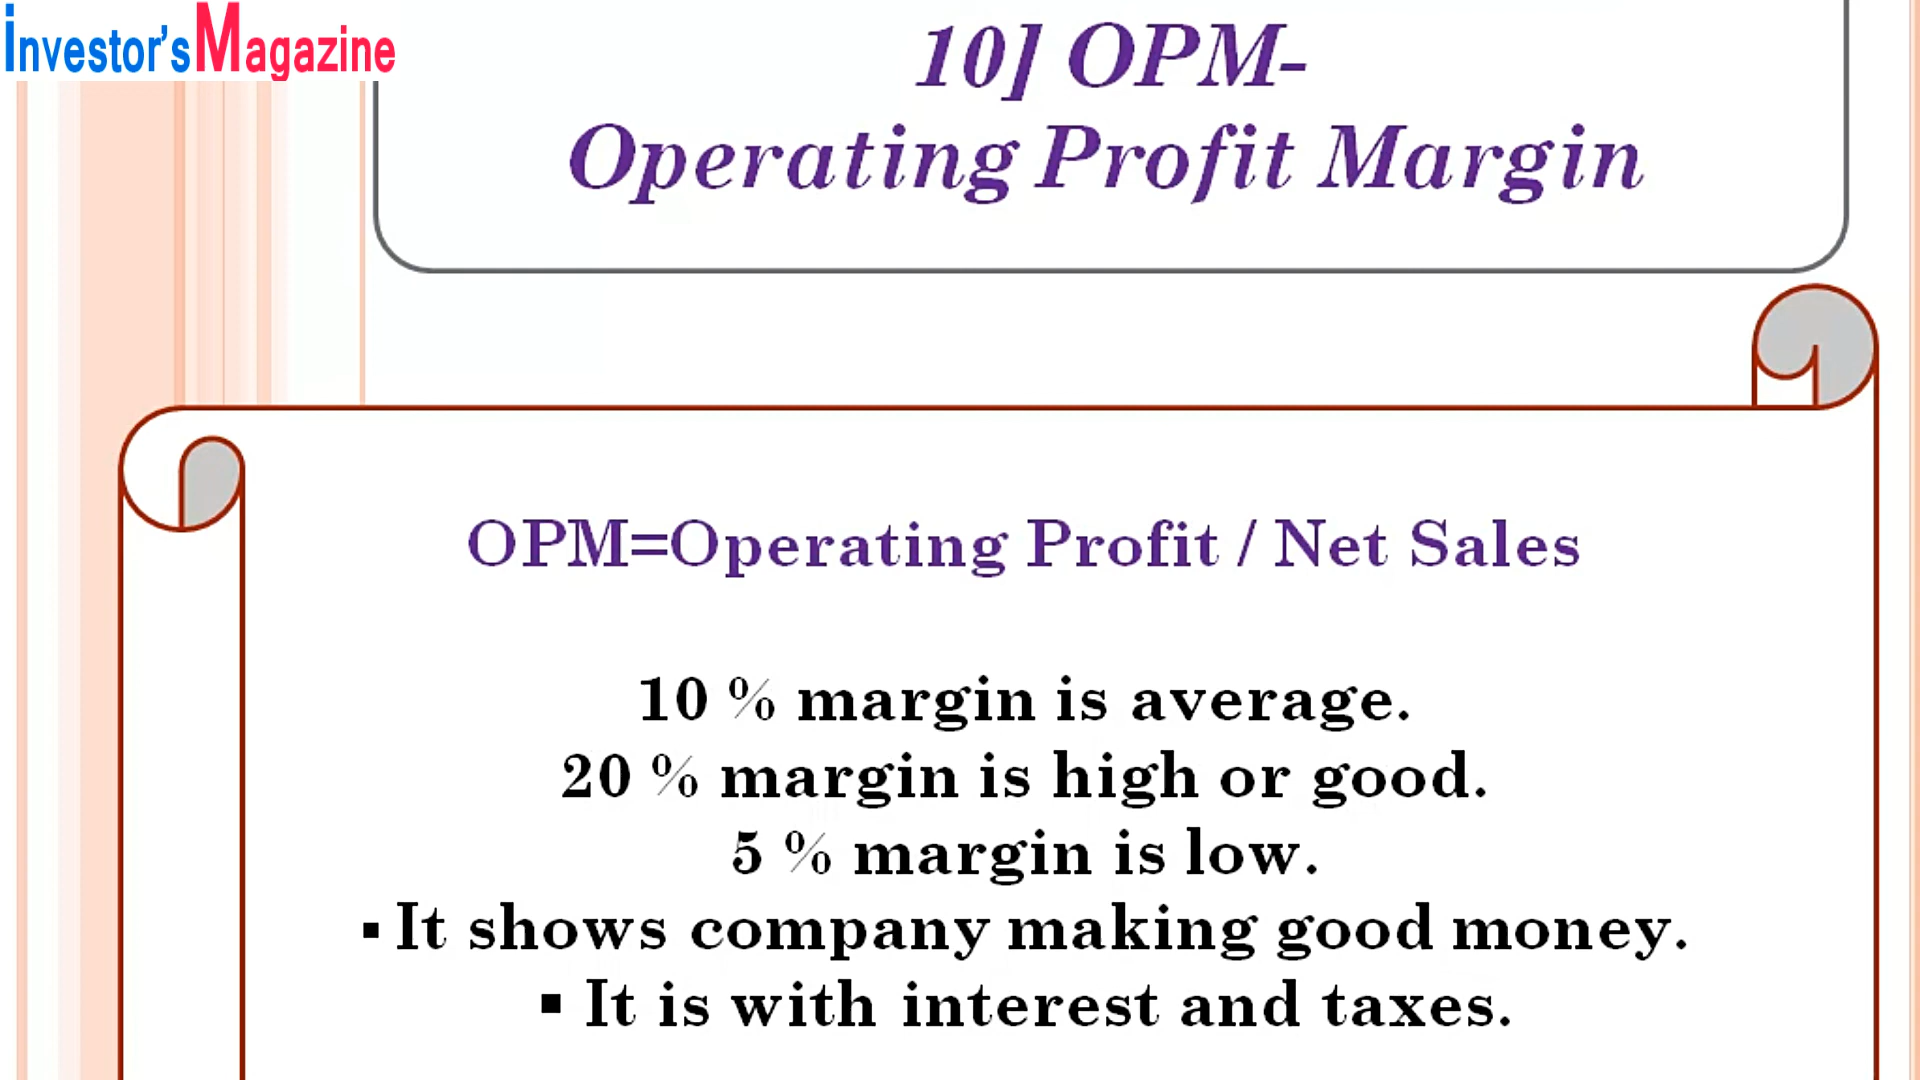 investor'sMagazine
10] OPM-
Operating Profit Margin
OPM=Operating Profit / Net Sales
10 % margin is average.
20 % margin is high or good.
5 % margin is low.
▪ It shows company making good money.
▪ It is with interest and taxes.